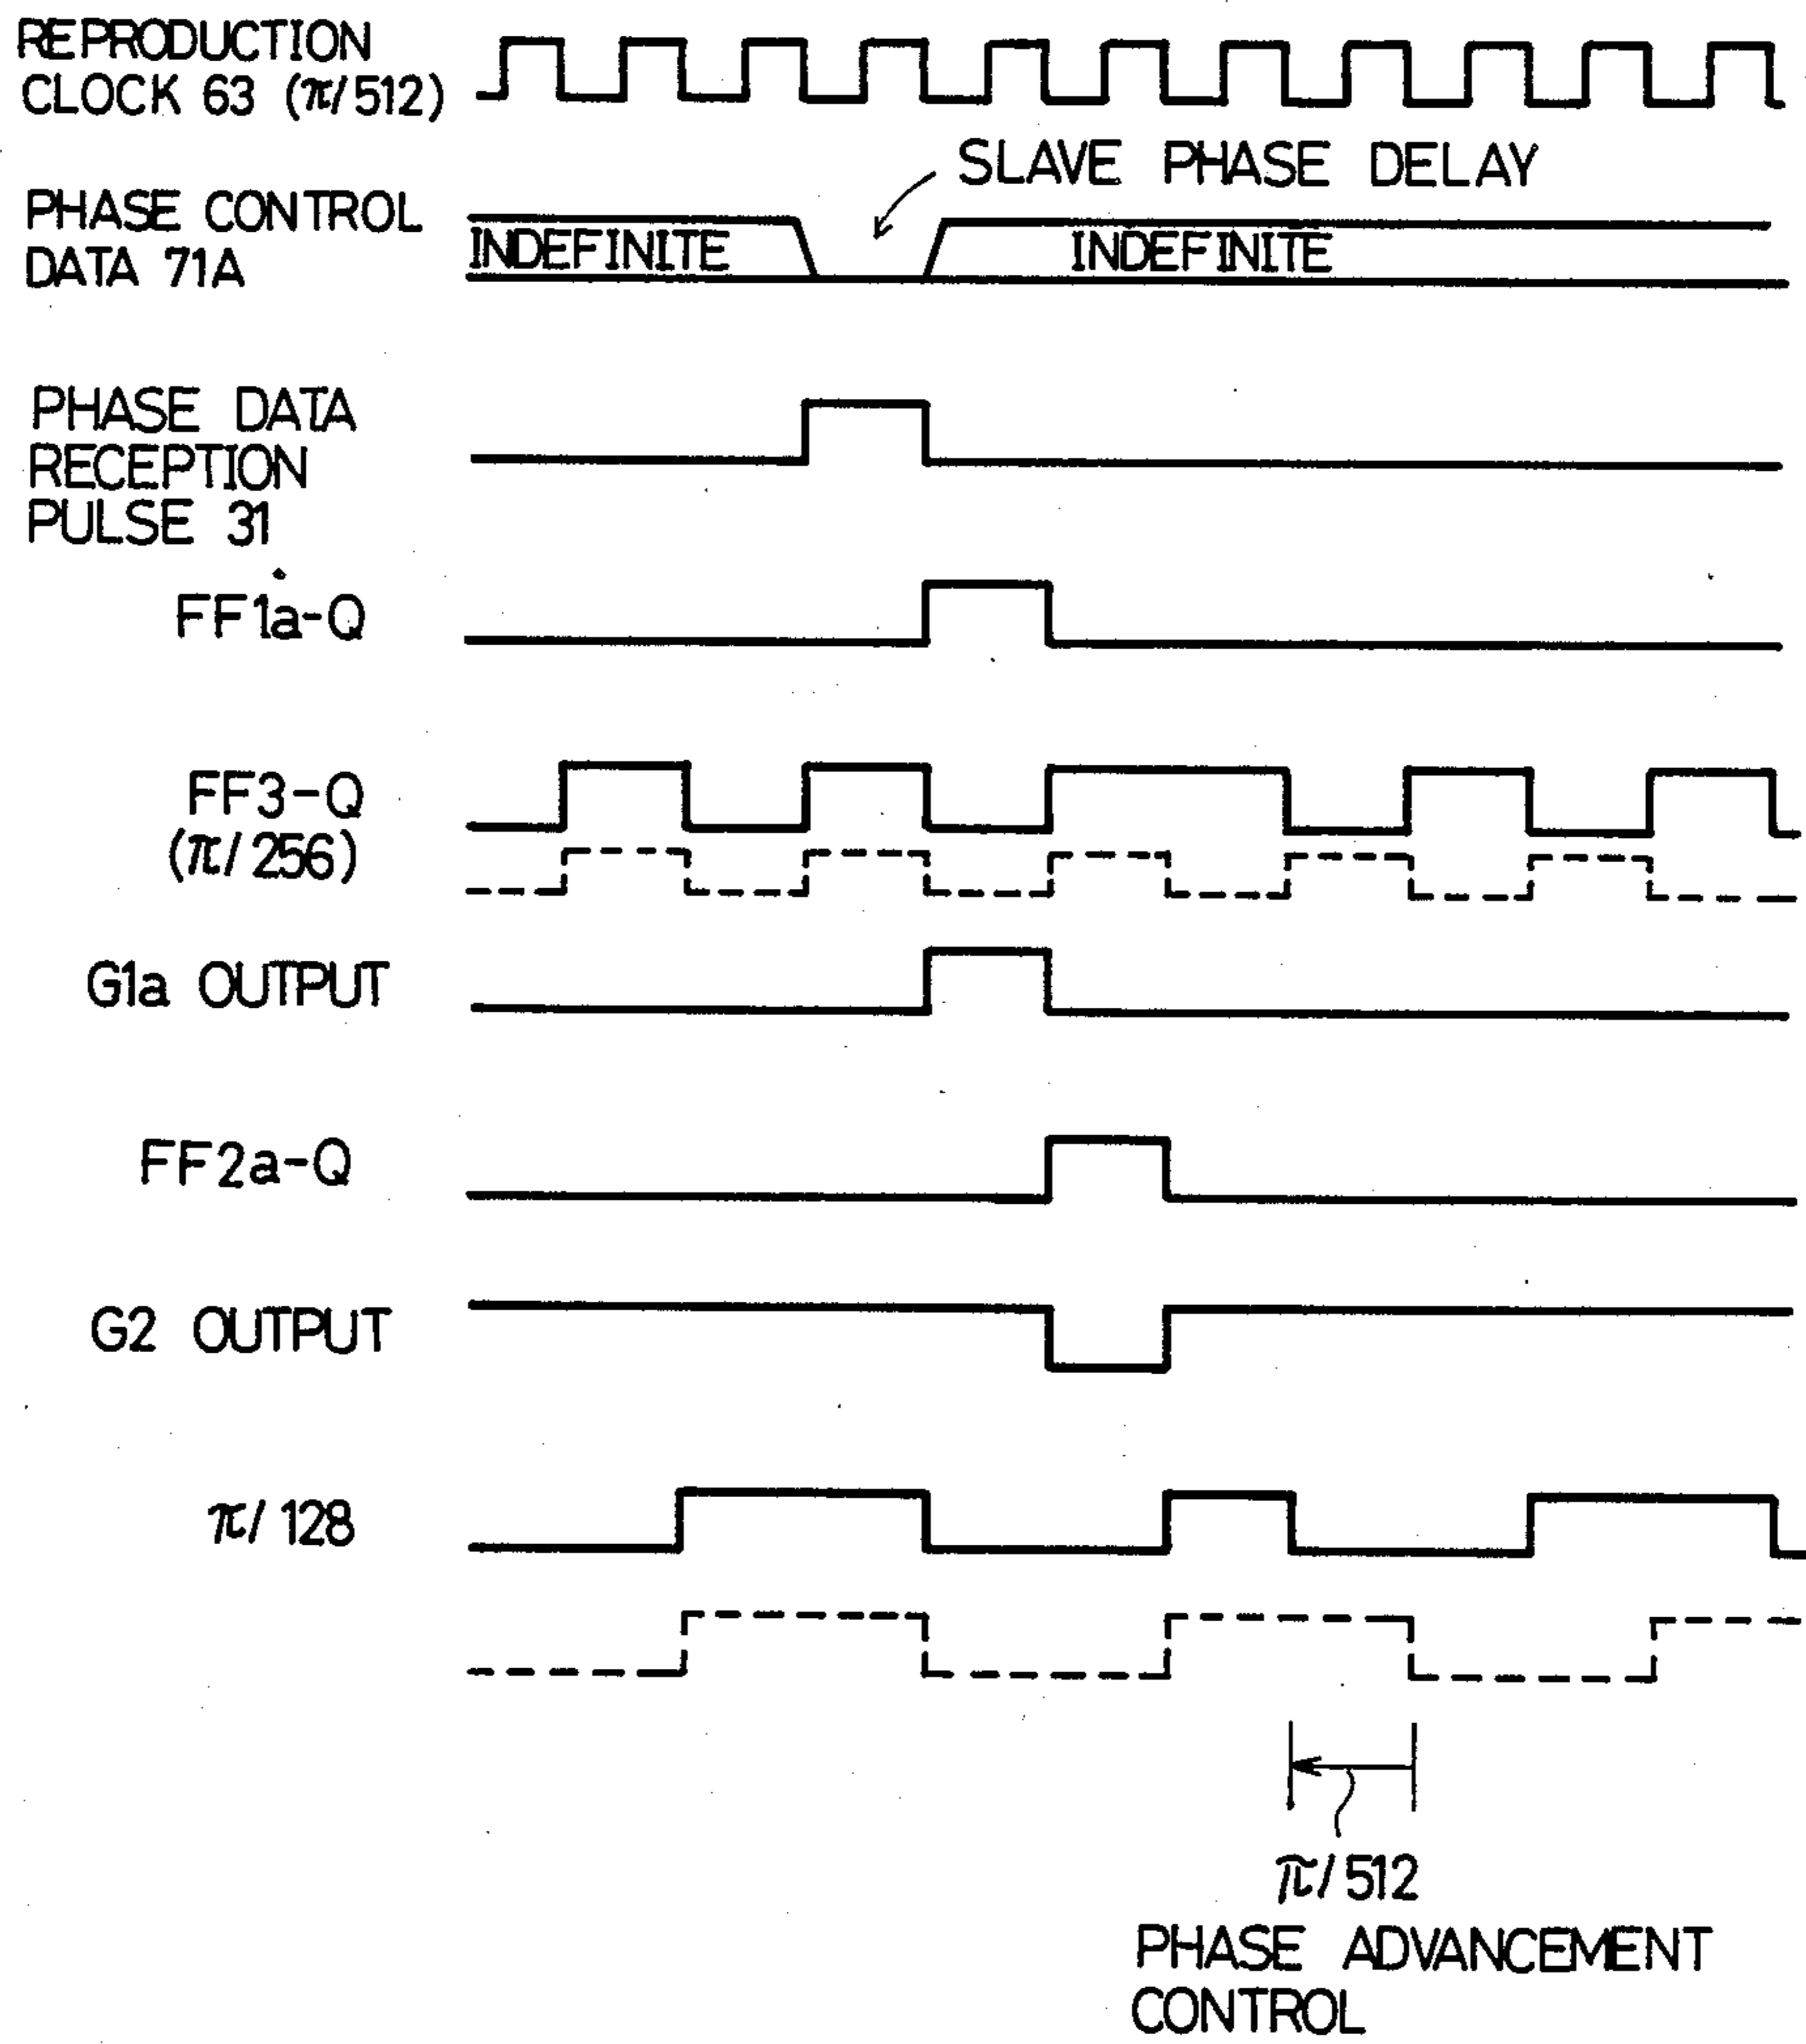 REPRODUCTION
CLOCK 63 (π/512)
SLAVE PHASE DELAY
PHASE CONTROL
DATA 71A
INDEFINITE
INDEFINITE
PHASE DATA
RECEPTION
PULSE 31
FF1a-Q
FF3-Q
(π/256)
G1a OUTPUT
FF2a-Q
G2 OUTPUT
π/128
π/512
PHASE ADVANCEMENT
CONTROL